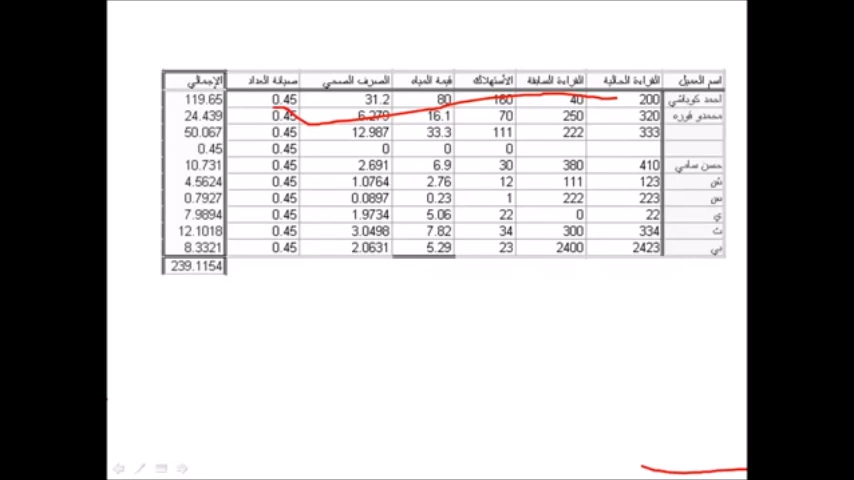 اسم العميل القراءة الحالية القراءة السابقة الأستهلاك قيمة المياه الصرف الصحي صيانة العداد الإجمالي
احمد كرباشي 200 40 160 80 31.2 0.45 119.65
محمدو فوزه 320 250 70 16.1 6.279 0.45 24.439
333 222 111 33.3 12.987 0.45 50.067
0 0 0 0.45 0.45
حسن سامي 410 380 30 6.9 2.691 0.45 10.731
ش 123 111 12 2.76 1.0764 0.45 4.5624
س 223 222 1 0.23 0.0897 0.45 0.7927
ي 22 0 22 5.06 1.9734 0.45 7.9894
ث 334 300 34 7.82 3.0498 0.45 12.1018
بي 2423 2400 23 5.29 2.0631 0.45 8.3321
239.1154